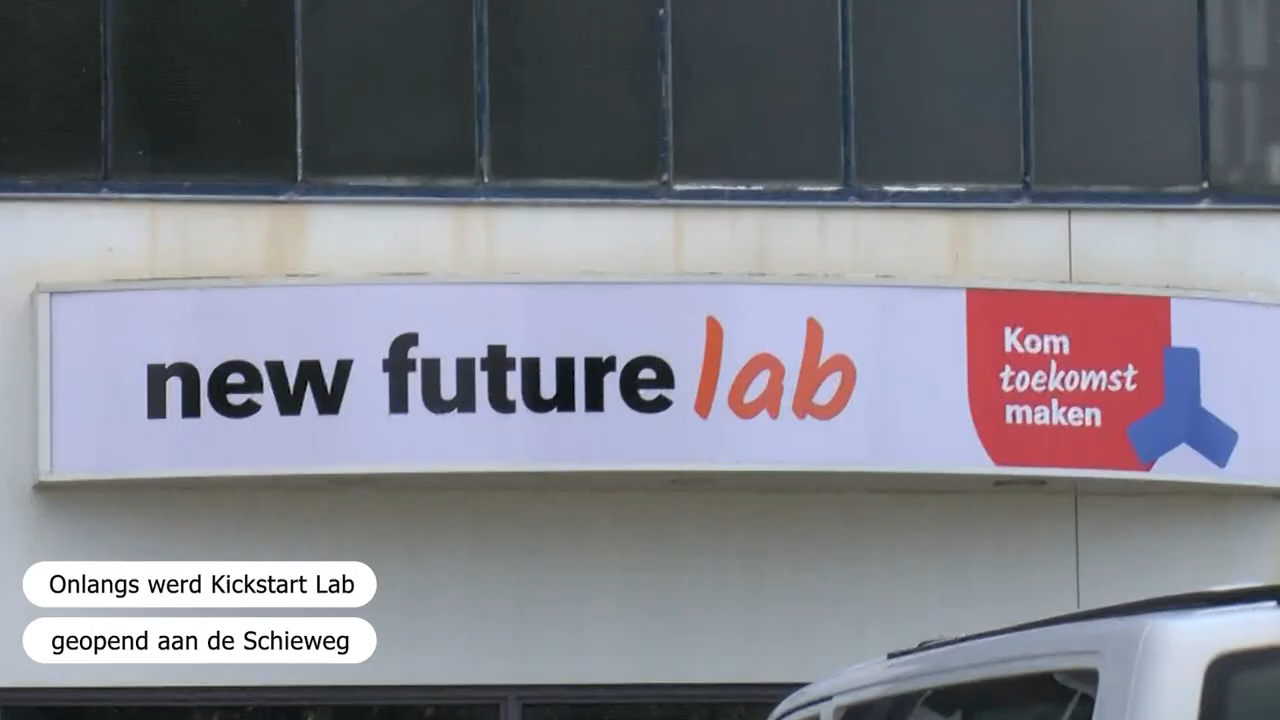 new future lab
Kom
toekomst
maken
Onlangs werd Kickstart Lab
geopend aan de Schieweg